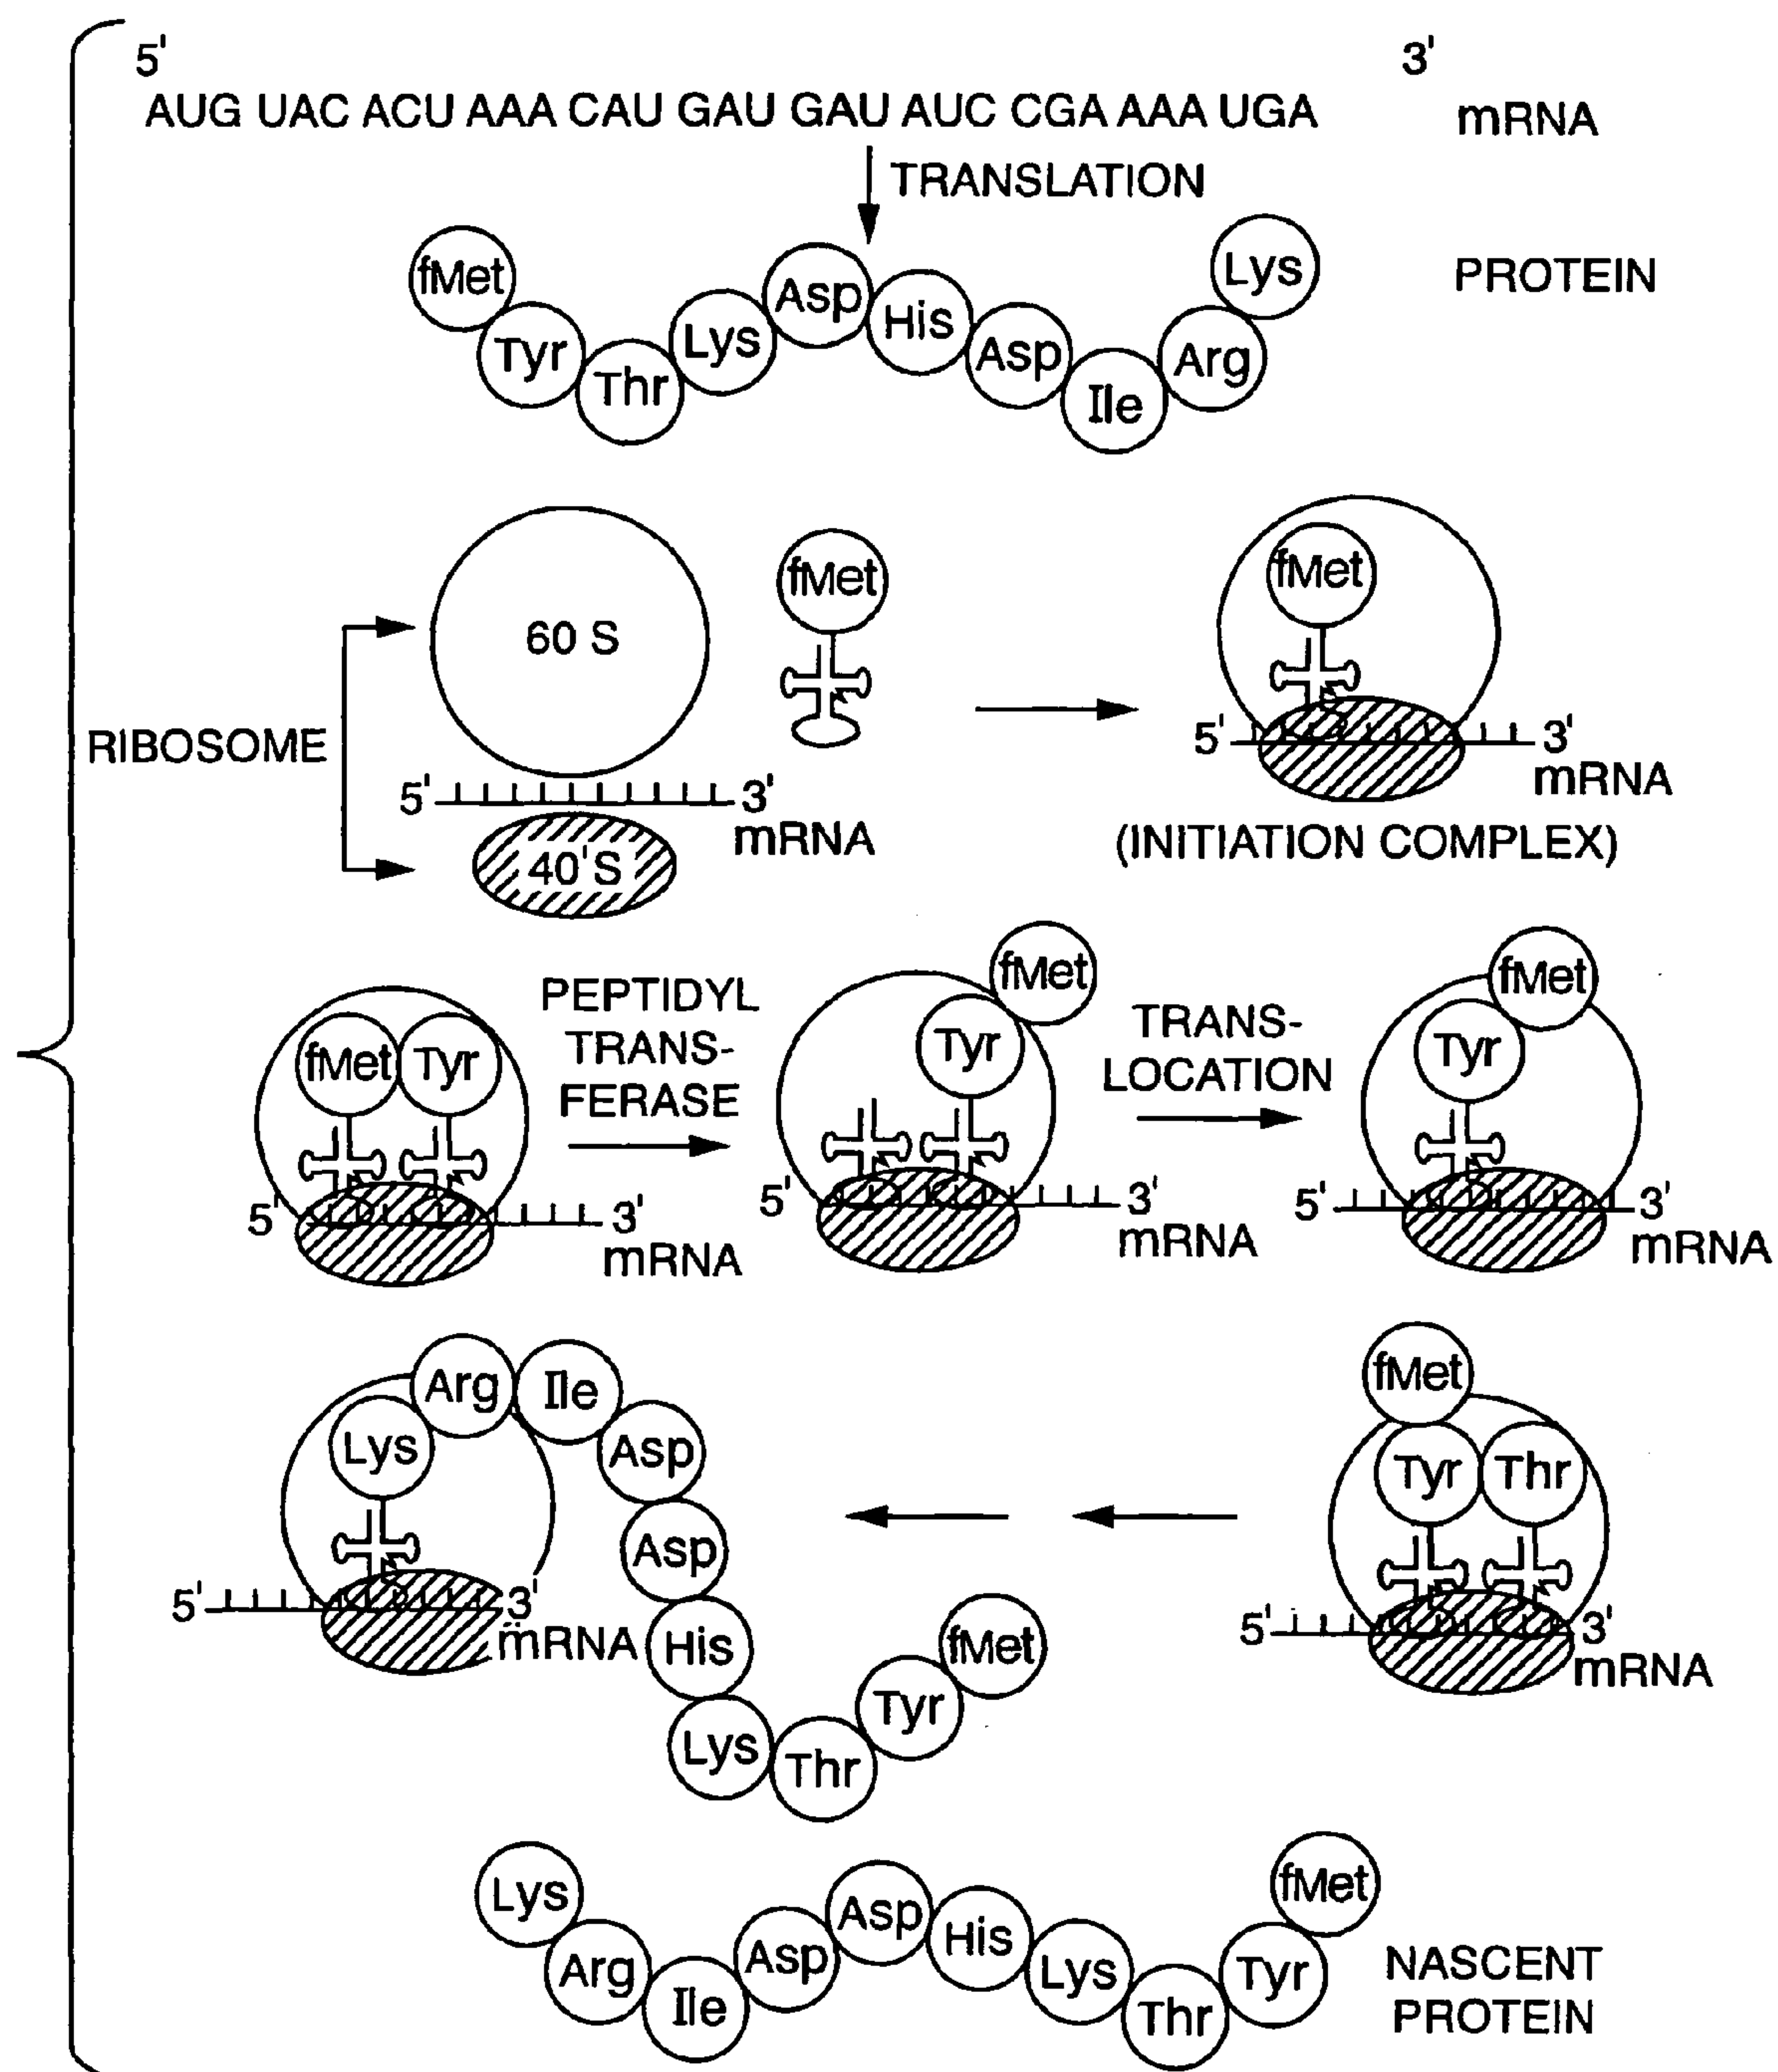 5' 3'
AUG UAC ACU AAA CAU GAU GAU AUC CGA AAA UGA mRNA
TRANSLATION
fMet Tyr Thr Lys Asp His Asp Ile Arg Lys PROTEIN
60 S
fMet
fMet
RIBOSOME
5' 3'
mRNA
40'S
5' 3'
mRNA
(INITIATION COMPLEX)
fMet Tyr
5' 3'
mRNA
PEPTIDYL
TRANS-
FERASE
fMet
Tyr
5' 3'
mRNA
TRANS-
LOCATION
fMet
Tyr
5' 3'
mRNA
Lys Arg Ile Asp Asp His Lys Thr Tyr fMet
5' 3'
mRNA
fMet
Tyr Thr
5' 3'
mRNA
Lys Arg Ile Asp Asp His Lys Thr Tyr fMet
NASCENT
PROTEIN